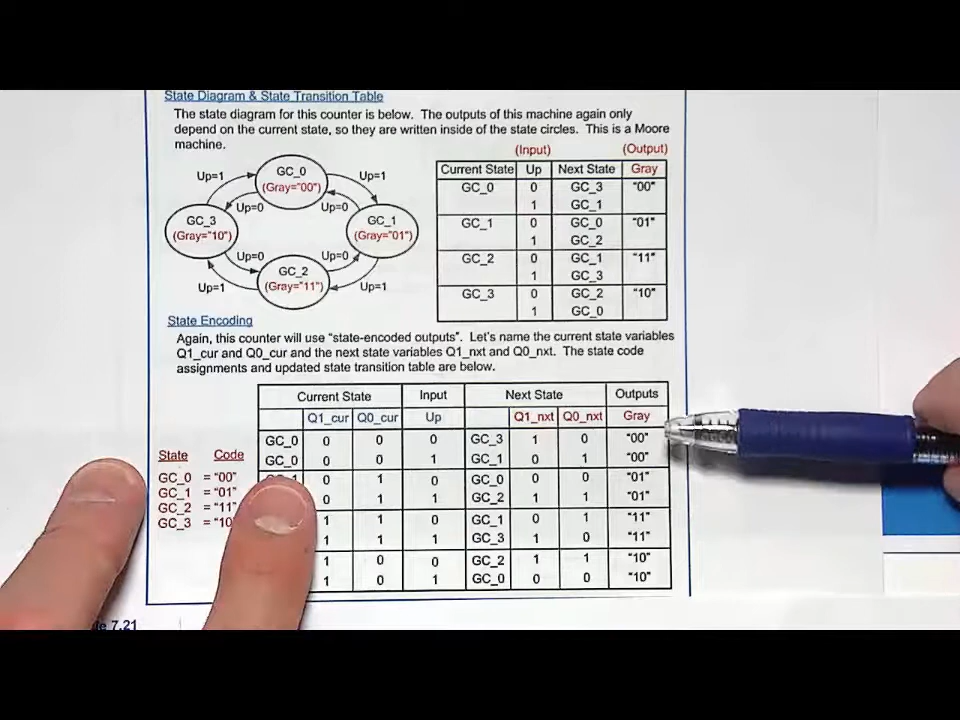 State Diagram & State Transition Table
The state diagram for this counter is below. The outputs of this machine again only
depend on the current state, so they are written inside of the state circles. This is a Moore
machine.
(Input) (Output)
Current State Up Next State Gray
GC_0 0 GC_3 "00"
1 GC_1
GC_1 0 GC_0 "01"
1 GC_2
GC_2 0 GC_1 "11"
1 GC_3
GC_3 0 GC_2 "10"
1 GC_0
GC_0
(Gray="00")
Up=1
Up=1
Up=0
Up=0
GC_3
(Gray="10")
GC_1
(Gray="01")
Up=0
Up=0
GC_2
(Gray="11")
Up=1
Up=1
State Encoding
Again, this counter will use "state-encoded outputs". Let's name the current state variables
Q1_cur and Q0_cur and the next state variables Q1_nxt and Q0_nxt. The state code
assignments and updated state transition table are below.
State Code
GC_0 = "00"
GC_1 = "01"
GC_2 = "11"
GC_3 = "10
Current State Input Next State Outputs
Q1_cur Q0_cur Up Q1_nxt Q0_nxt Gray
GC_0 0 0 0 GC_3 1 0 "00"
GC_0 0 0 1 GC_1 0 1 "00"
GC_1 0 1 0 GC_0 0 0 "01"
0 1 1 GC_2 1 1 "01"
1 1 0 GC_1 0 1 "11"
1 1 1 GC_3 1 0 "11"
1 0 0 GC_2 1 1 "10"
1 0 1 GC_0 0 0 "10"
7.21